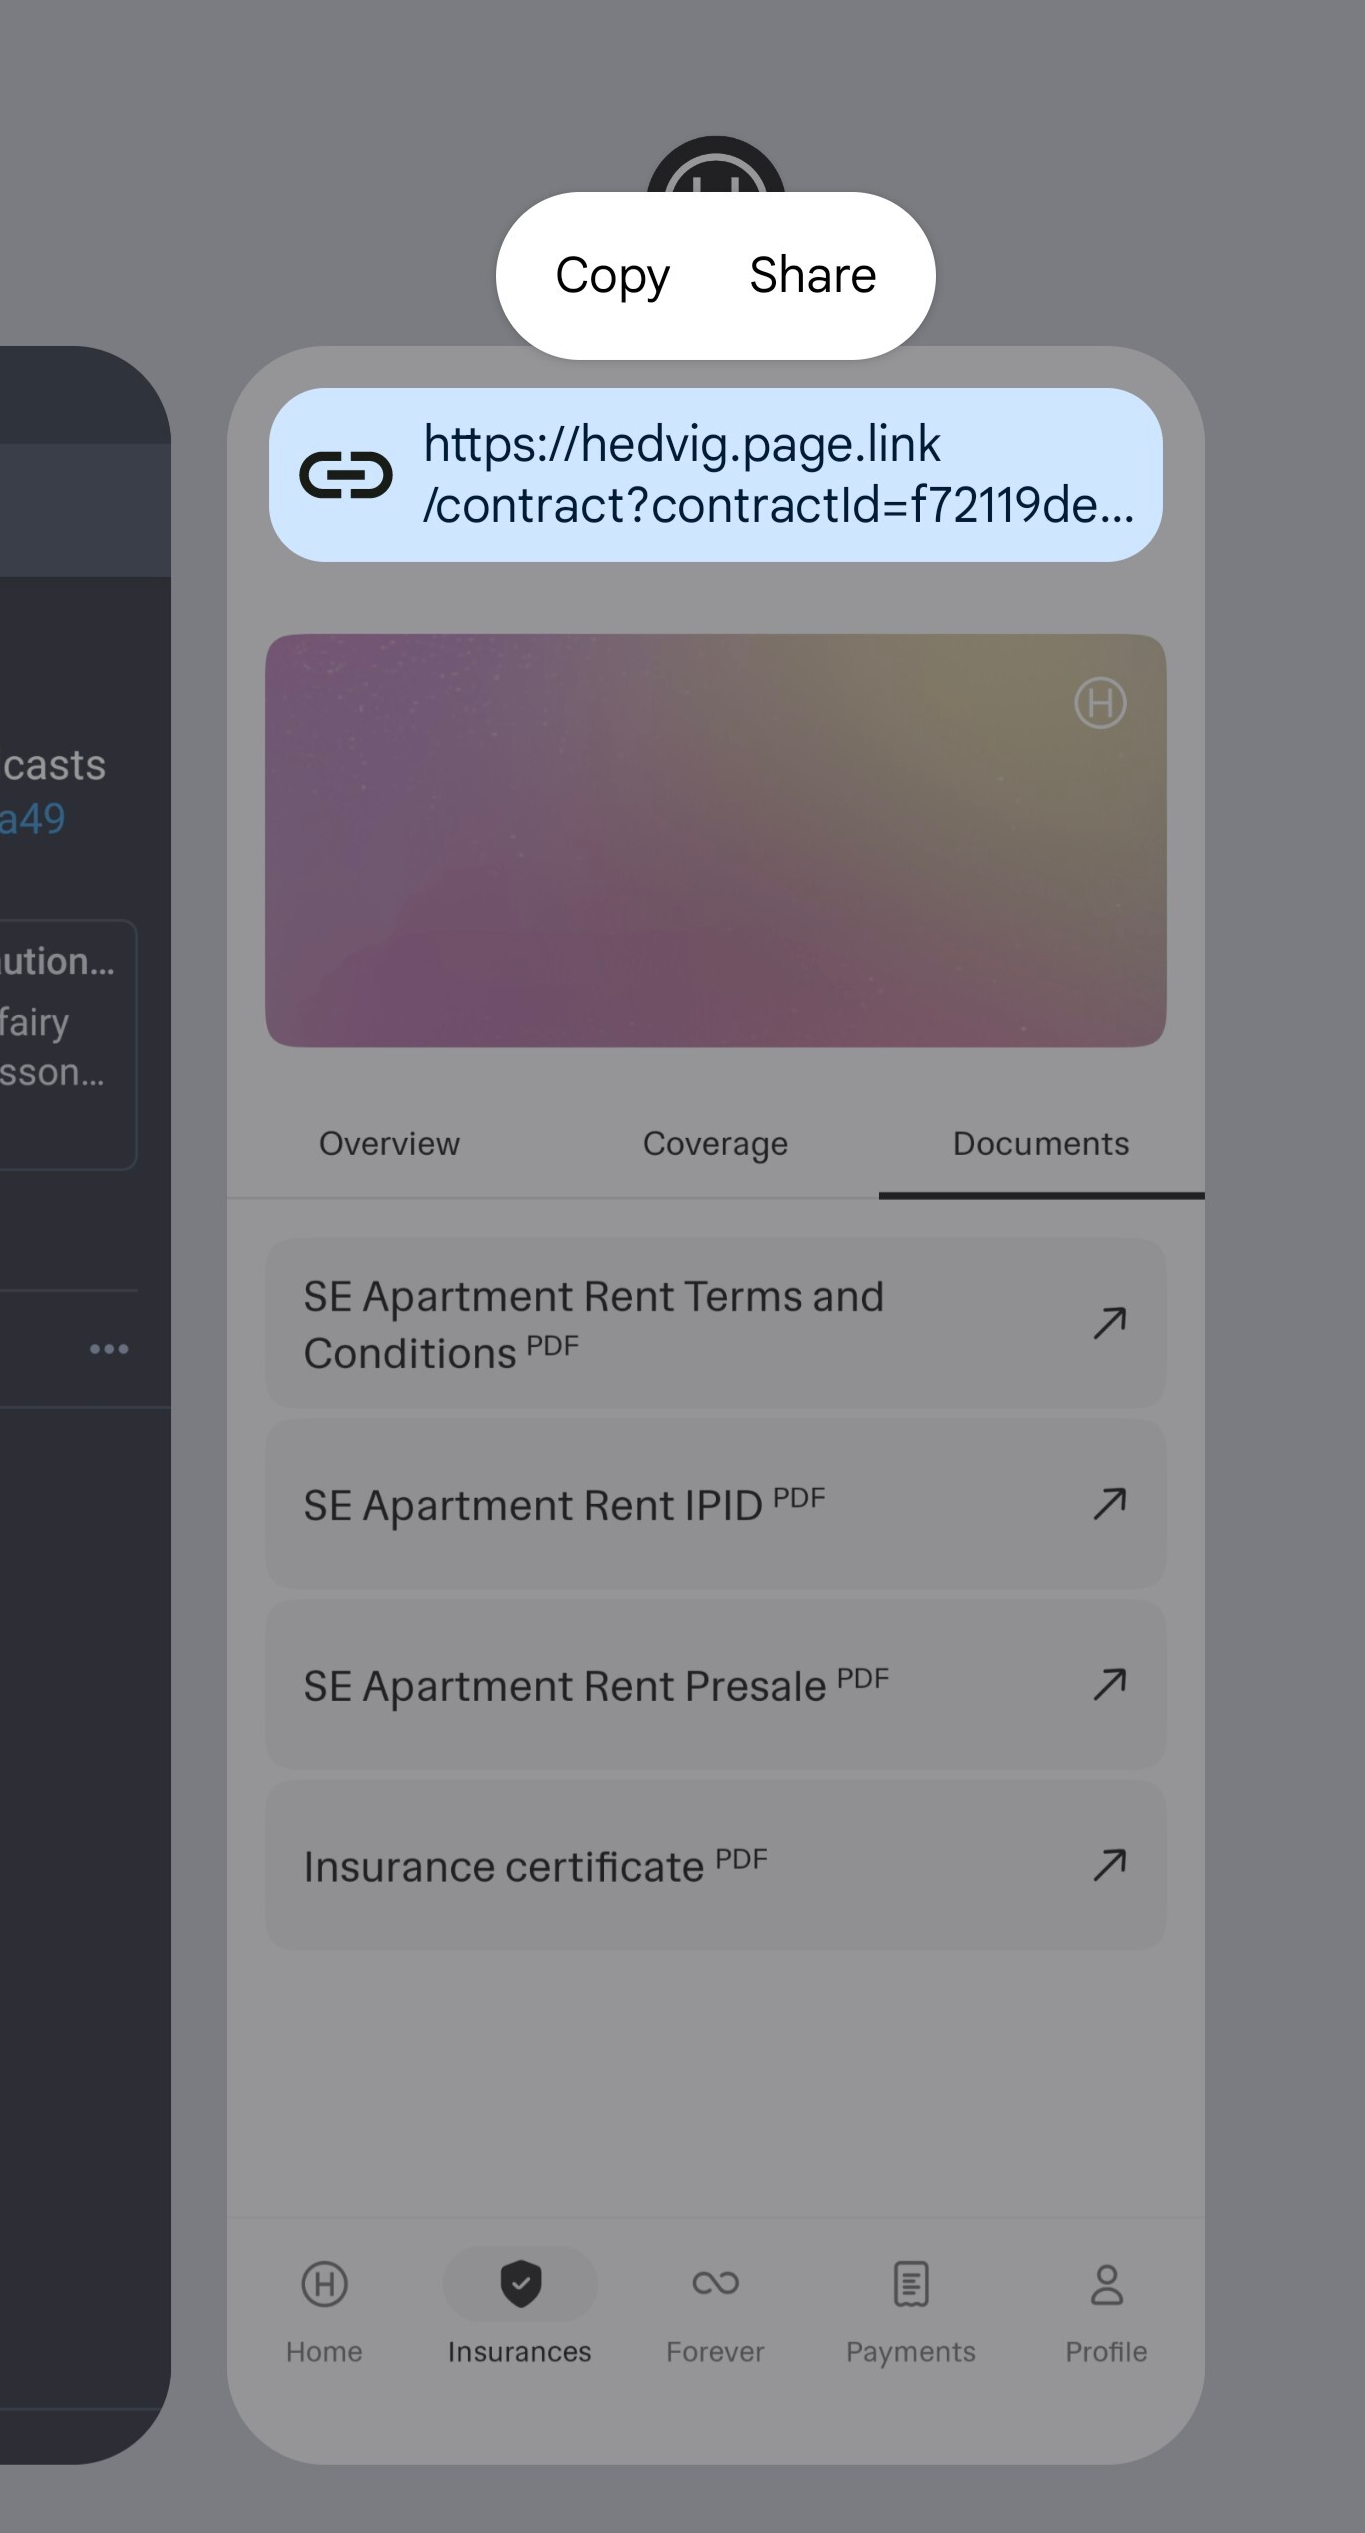 Copy Share
https://hedvig.page.link
/contract?contractId=f72119de...
casts
a49
ution...
fairy
sson...
H
Overview Coverage Documents
SE Apartment Rent Terms and
Conditions PDF
SE Apartment Rent IPID PDF
SE Apartment Rent Presale PDF
Insurance certificate PDF
H
Home Insurances Forever Payments Profile